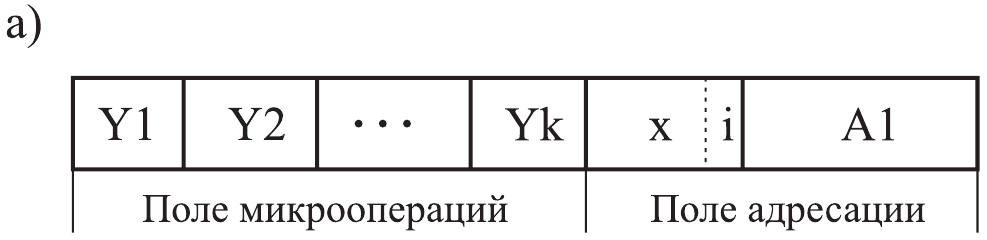 а)
Y1 Y2 ... Yk x i A1
Поле микроопераций Поле адресации